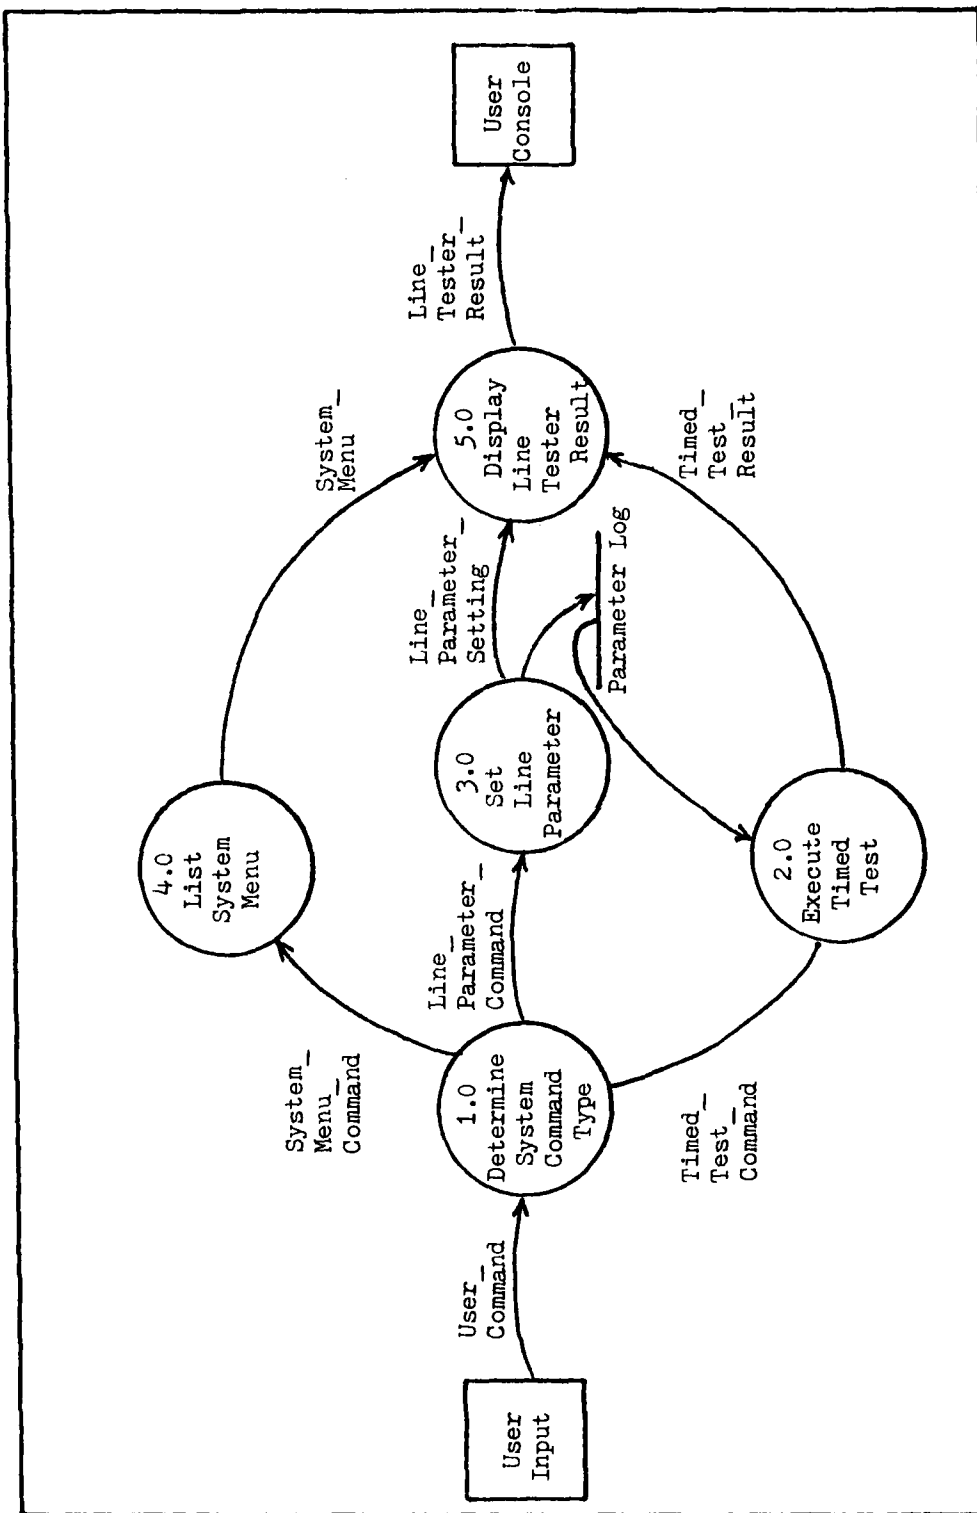 User
Input
User_
Command
1.0
Determine
System
Command
Type
System_
Menu_
Command
Line_
Parameter_
Command
Timed_
Test_
Command
4.0
List
System
Menu
3.0
Set
Line
Parameter
2.0
Execute
Timed
Test
System_
Menu
Line_
Parameter_
Setting
Parameter Log
Timed_
Test_
Result
5.0
Display
Line
Tester
Result
Line_
Tester_
Result
User
Console